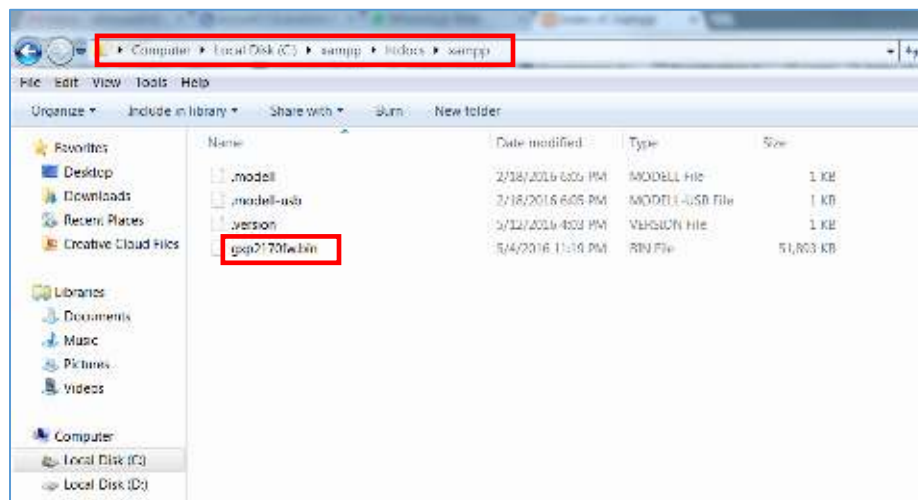 Computer ▸ Local Disk (C:) ▸ xampp ▸ htdocs ▸ xampp
File Edit View Tools Help
Organize Include in library Share with Burn New folder
Name Date modified Type Size
.modell 2/18/2016 6:05 PM MODELL File 1 KB
.modell-usb 2/18/2016 6:05 PM MODELL-USB File 1 KB
.version 5/12/2016 4:03 PM VERSION File 1 KB
gxp2170fw.bin 5/4/2016 11:19 PM BIN File 51,893 KB
Favorites
Desktop
Downloads
Recent Places
Creative Cloud Files
Libraries
Documents
Music
Pictures
Videos
Computer
Local Disk (C:)
Local Disk (D:)